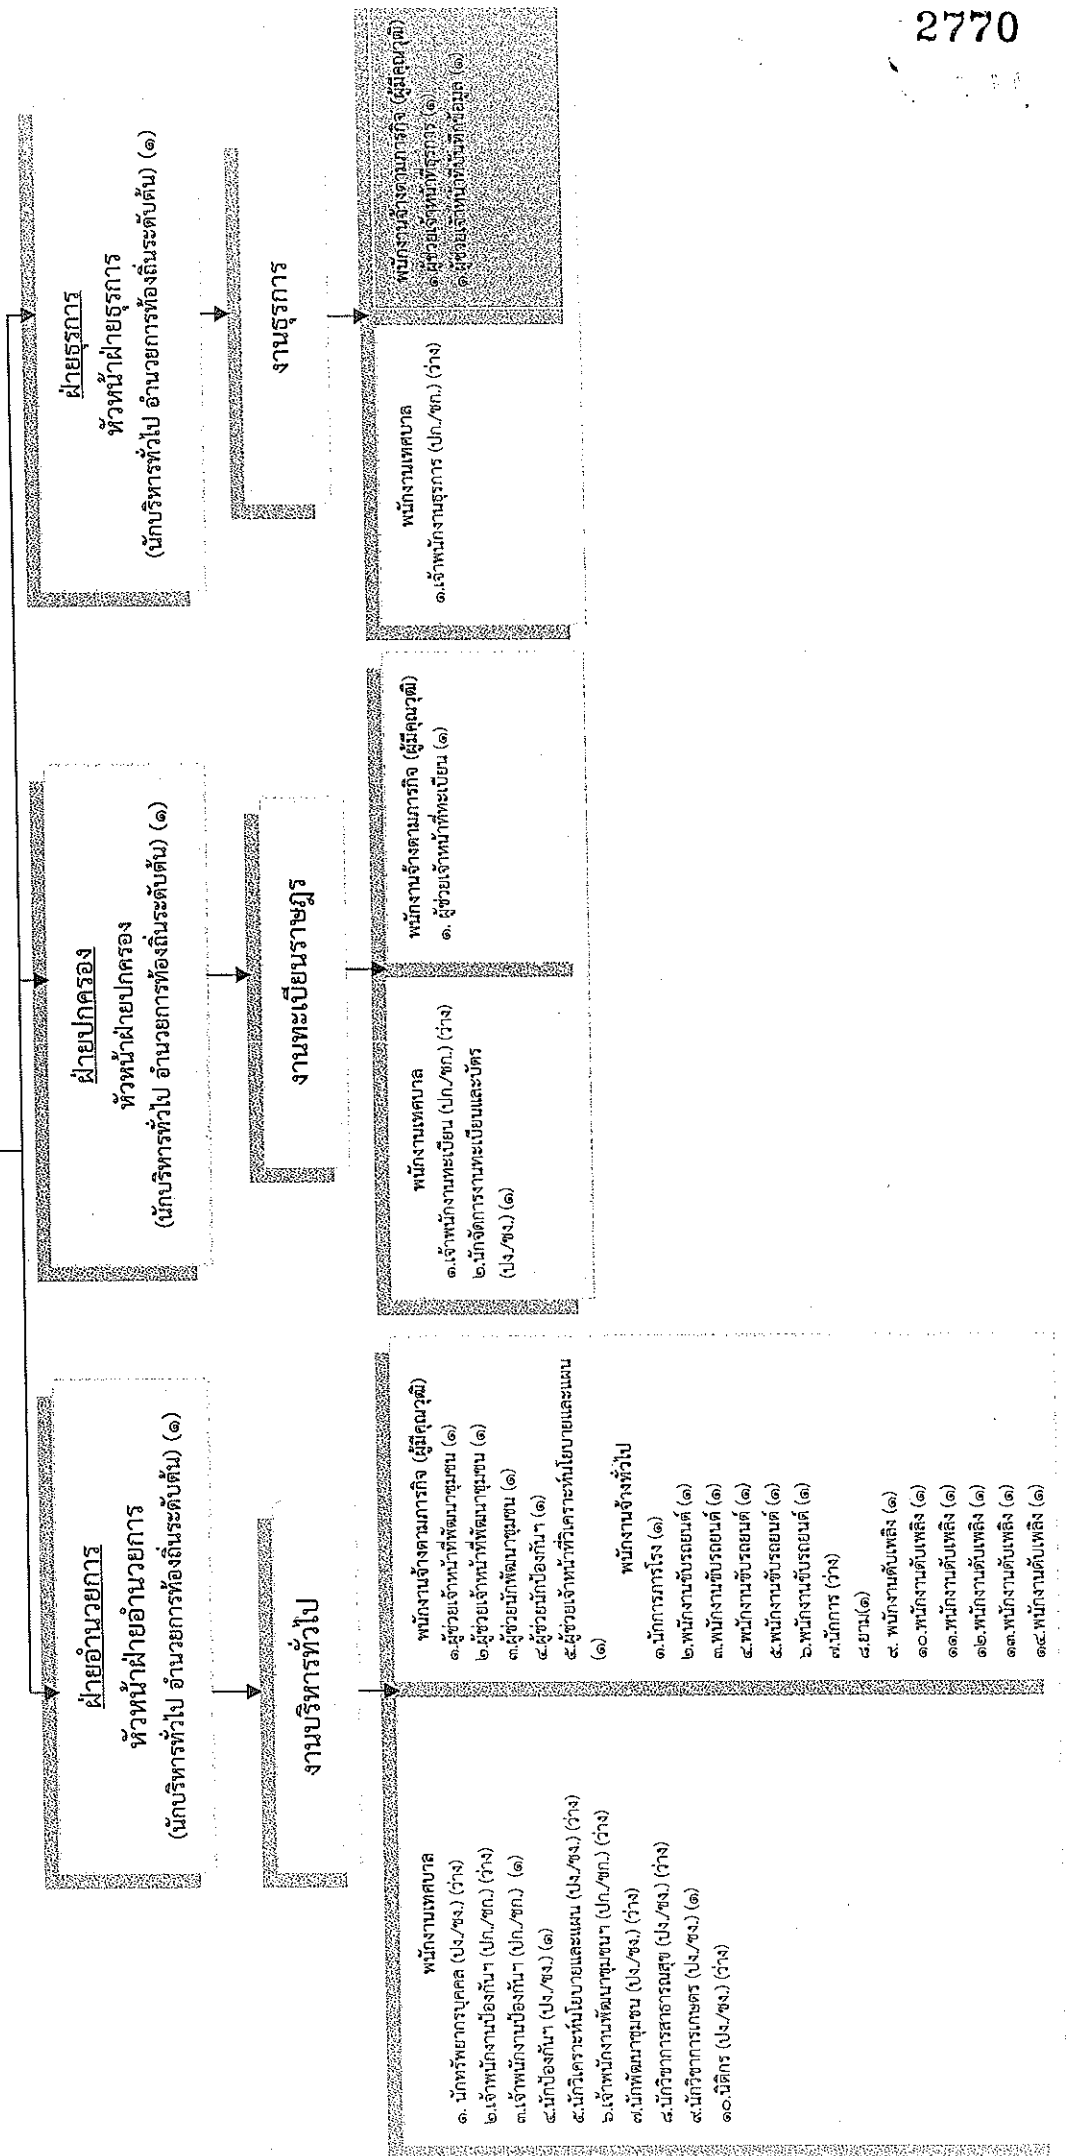 2770
ฝ่ายอำนวยการ
หัวหน้าฝ่ายอำนวยการ
(นักบริหารทั่วไป อำนวยการท้องถิ่นระดับต้น) (๑)
งานบริหารทั่วไป
พนักงานเทศบาล
๑. นักทรัพยากรบุคคล (ปง./ชง.) (ว่าง)
๒.เจ้าพนักงานป้องกันฯ (ปก./ชก.) (ว่าง)
๓.เจ้าพนักงานป้องกันฯ (ปก./ชก.) (๑)
๔.นักป้องกันฯ (ปง./ชง.) (๑)
๕.นักวิเคราะห์นโยบายและแผน (ปง./ชง.) (ว่าง)
๖.เจ้าพนักงานพัฒนาชุมชนฯ (ปก./ชก.) (ว่าง)
๗.นักพัฒนาชุมชน (ปง./ชง.) (ว่าง)
๘.นักวิชาการสาธารณสุข (ปง./ชง.) (ว่าง)
๙.นักวิชาการเกษตร (ปง./ชง.) (๑)
๑๐.นิติกร (ปง./ชง.) (ว่าง)
พนักงานจ้างตามภารกิจ (ผู้มีคุณวุฒิ)
๑.ผู้ช่วยเจ้าหน้าที่พัฒนาชุมชน (๑)
๒.ผู้ช่วยเจ้าหน้าที่พัฒนาชุมชน (๑)
๓.ผู้ช่วยนักพัฒนาชุมชน (๑)
๔.ผู้ช่วยนักป้องกันฯ (๑)
๕.ผู้ช่วยเจ้าหน้าที่วิเคราะห์นโยบายและแผน
(๑)
พนักงานจ้างทั่วไป
๑.นักการภารโรง (๑)
๒.พนักงานขับรถยนต์ (๑)
๓.พนักงานขับรถยนต์ (๑)
๔.พนักงานขับรถยนต์ (๑)
๕.พนักงานขับรถยนต์ (๑)
๖.พนักงานขับรถยนต์ (๑)
๗.นักการ (ว่าง)
๘.ยาม(๑)
๙. พนักงานดับเพลิง (๑)
๑๐.พนักงานดับเพลิง (๑)
๑๑.พนักงานดับเพลิง (๑)
๑๒.พนักงานดับเพลิง (๑)
๑๓.พนักงานดับเพลิง (๑)
๑๔.พนักงานดับเพลิง (๑)
ฝ่ายปกครอง
หัวหน้าฝ่ายปกครอง
(นักบริหารทั่วไป อำนวยการท้องถิ่นระดับต้น) (๑)
งานทะเบียนราษฎร
พนักงานเทศบาล
๑.เจ้าพนักงานทะเบียน (ปก./ชก.) (ว่าง)
๒.นักจัดการงานทะเบียนและบัตร
(ปง./ชง.) (๑)
พนักงานจ้างตามภารกิจ (ผู้มีคุณวุฒิ)
๑. ผู้ช่วยเจ้าหน้าที่ทะเบียน (๑)
ฝ่ายธุรการ
หัวหน้าฝ่ายธุรการ
(นักบริหารทั่วไป อำนวยการท้องถิ่นระดับต้น) (๑)
งานธุรการ
พนักงานเทศบาล
๑.เจ้าพนักงานธุรการ (ปก./ชก.) (ว่าง)
พนักงานจ้างตามภารกิจ (ผู้มีคุณวุฒิ)
๑.ผู้ช่วยเจ้าหน้าที่ธุรการ (๑)
๑.ผู้ช่วยเจ้าหน้าที่บันทึกข้อมูล (๑)